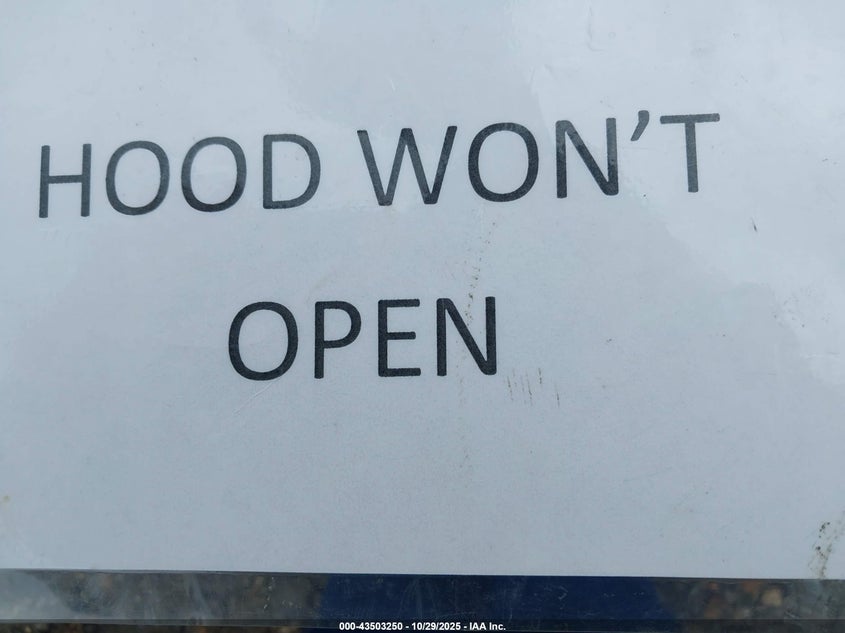 HOOD WON’T
OPEN
000-43503250 - 10/29/2025 - IAA Inc.